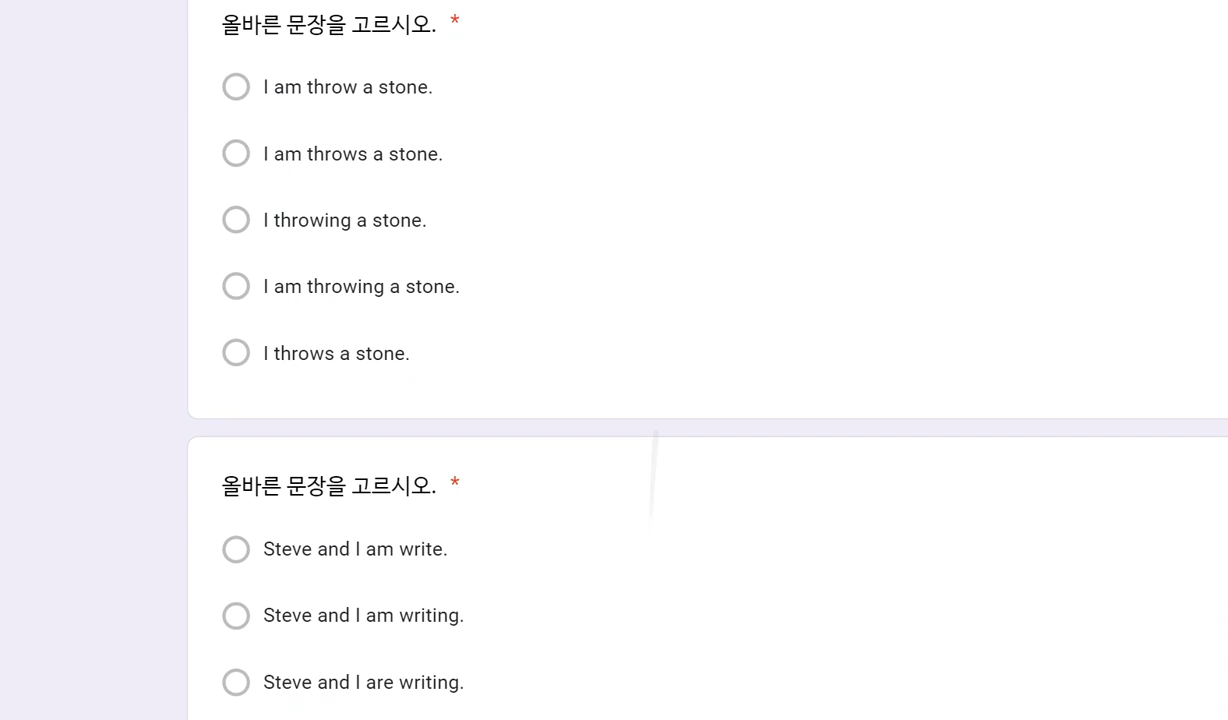 올바른 문장을 고르시오. *
I am throw a stone.
I am throws a stone.
I throwing a stone.
I am throwing a stone.
I throws a stone.
올바른 문장을 고르시오. *
Steve and I am write.
Steve and I am writing.
Steve and I are writing.